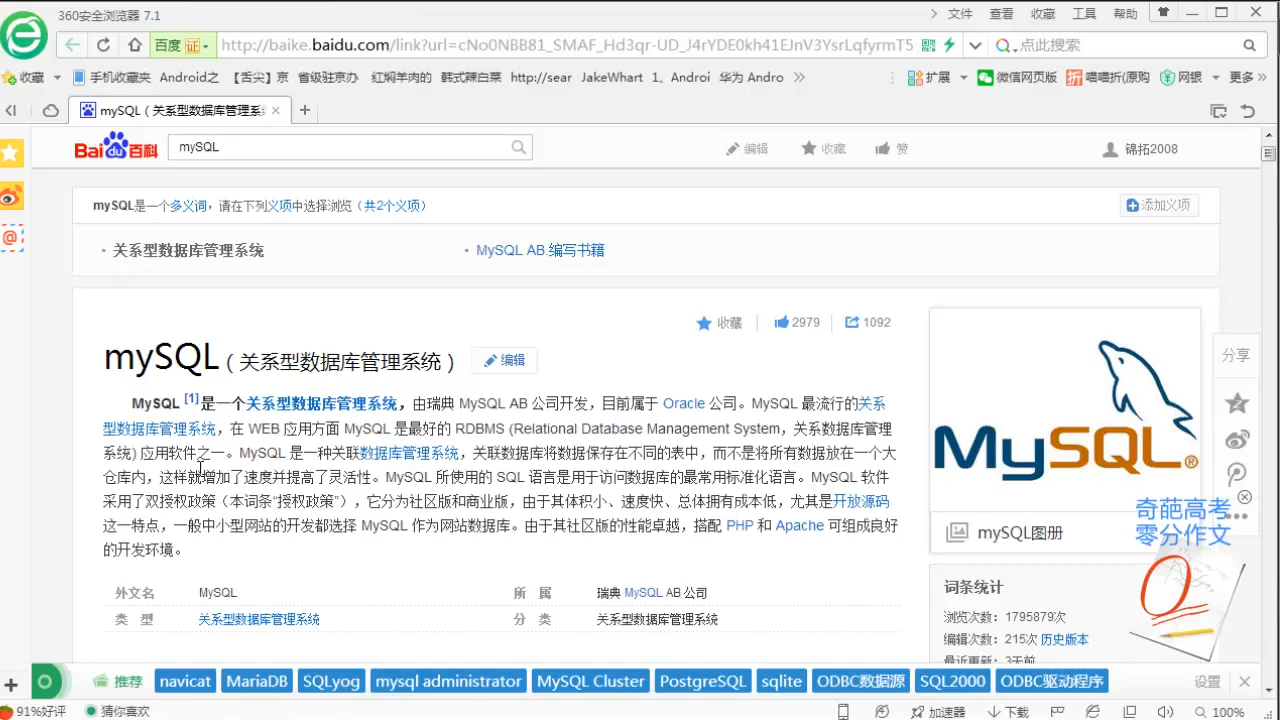 360安全浏览器 7.1
文件 查看 收藏 工具 帮助
百度 证 http://baike.baidu.com/link?url=cNo0N8B81_SMAF_Hd3qr-UD_J4rYDE0kh41EJnV3YsrLqfyrmT5 点此搜索
收藏 手机收藏夹 Android之 【舌尖】京 省级驻京办 红焖羊肉的 韩式辣白菜 http://sear JakeWhart 1、Androi 华为 Andro 扩展 微信网页版 折 喵喵折(原购 网银 更多
mySQL（关系型数据库管理系统
Bai du 百科 mySQL 编辑 收藏 赞 锦拓2008
mySQL是一个多义词，请在下列义项中选择浏览（共2个义项） 添加义项
关系型数据库管理系统 MySQL AB.编写书籍
收藏 2979 1092
分享
mySQL（关系型数据库管理系统） 编辑
MySQL [1]是一个关系型数据库管理系统，由瑞典 MySQL AB 公司开发，目前属于 Oracle 公司。MySQL 最流行的关系
型数据库管理系统，在 WEB 应用方面 MySQL 是最好的 RDBMS (Relational Database Management System，关系数据库管理
系统) 应用软件之一。MySQL 是一种关联数据库管理系统，关联数据库将数据保存在不同的表中，而不是将所有数据放在一个大
仓库内，这样就增加了速度并提高了灵活性。MySQL 所使用的 SQL 语言是用于访问数据库的最常用标准化语言。MySQL 软件
采用了双授权政策（本词条“授权政策”），它分为社区版和商业版，由于其体积小、速度快、总体拥有成本低，尤其是开放源码
这一特点，一般中小型网站的开发都选择 MySQL 作为网站数据库。由于其社区版的性能卓越，搭配 PHP 和 Apache 可组成良好
的开发环境。
MySQL®
mySQL图册
奇葩高考
零分作文
外文名 MySQL 所 属 瑞典 MySQL AB 公司
类 型 关系型数据库管理系统 分 类 关系型数据库管理系统
词条统计
浏览次数：1795879次
编辑次数：215次 历史版本
最近更新：3天前
推荐 navicat MariaDB SQLyog mysql administrator MySQL Cluster PostgreSQL sqlite ODBC数据源 SQL2000 ODBC驱动程序 设置
91%好评 猜你喜欢 加速器 下载 100%